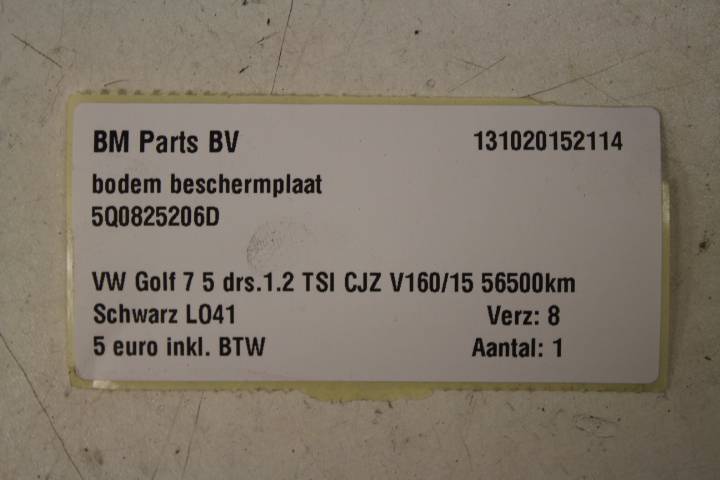 BM Parts BV 131020152114
bodem beschermplaat
5Q0825206D
VW Golf 7 5 drs.1.2 TSI CJZ V160/15 56500km
Schwarz LO41 Verz: 8
5 euro inkl. BTW Aantal: 1